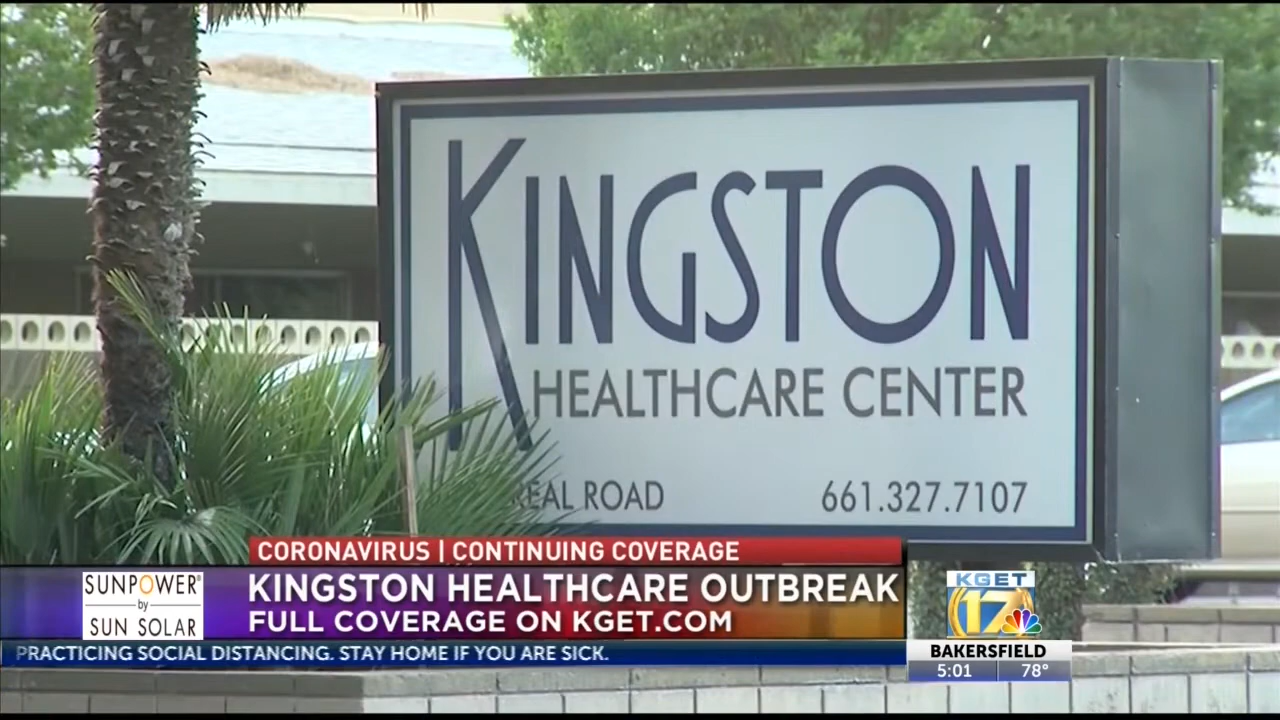 KINGSTON
HEALTHCARE CENTER
REAL ROAD 661.327.7107
CORONAVIRUS | CONTINUING COVERAGE
KINGSTON HEALTHCARE OUTBREAK
FULL COVERAGE ON KGET.COM
SUNPOWER®
by
SUN SOLAR
PRACTICING SOCIAL DISTANCING. STAY HOME IF YOU ARE SICK.
KGET
17
BAKERSFIELD
5:01 78°